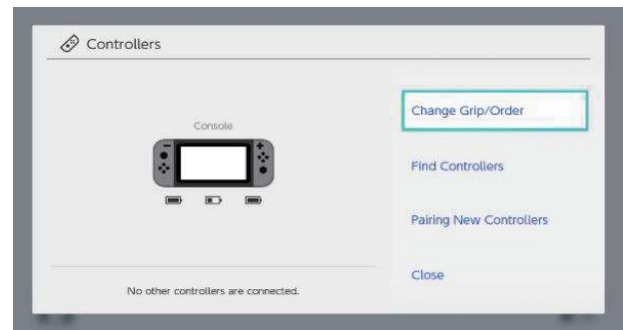 Controllers
Console
Change Grip/Order
Find Controllers
Pairing New Controllers
Close
No other controllers are connected.